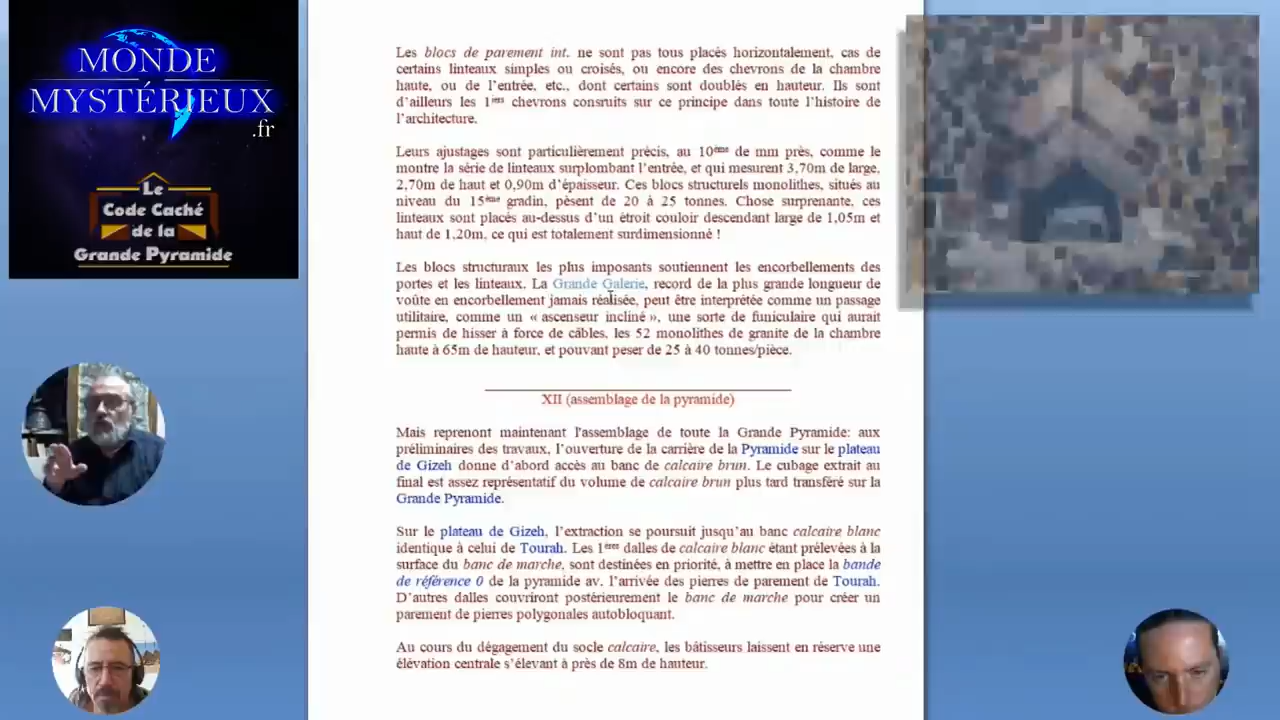 MONDE
MYSTÉRIEUX
.fr
Le
Code Caché
de la
Grande Pyramide
Les blocs de parement int. ne sont pas tous placés horizontalement, cas de
certains linteaux simples ou croisés, ou encore des chevrons de la chambre
haute, ou de l’entrée, etc., dont certains sont doublés en hauteur. Ils sont
d’ailleurs les 1ers chevrons consruits sur ce principe dans toute l’histoire de
l’architecture.
Leurs ajustages sont particulièrement précis, au 10ème de mm près, comme le
montre la série de linteaux surplombant l’entrée, et qui mesurent 3,70m de large,
2,70m de haut et 0,90m d’épaisseur. Ces blocs structurels monolithes, situés au
niveau du 15ème gradin, pèsent de 20 à 25 tonnes. Chose surprenante, ces
linteaux sont placés au-dessus d’un étroit couloir descendant large de 1,05m et
haut de 1,20m, ce qui est totalement surdimensionné !
Les blocs structuraux les plus imposants soutiennent les encorbellements des
portes et les linteaux. La Grande Galerie, record de la plus grande longueur de
voûte en encorbellement jamais réalisée, peut être interprétée comme un passage
utilitaire, comme un « ascenseur incliné », une sorte de funiculaire qui aurait
permis de hisser à force de câbles, les 52 monolithes de granite de la chambre
haute à 65m de hauteur, et pouvant peser de 25 à 40 tonnes/pièce.
XII (assemblage de la pyramide)
Mais reprenont maintenant l'assemblage de toute la Grande Pyramide: aux
préliminaires des travaux, l’ouverture de la carrière de la Pyramide sur le plateau
de Gizeh donne d’abord accès au banc de calcaire brun. Le cubage extrait au
final est assez représentatif du volume de calcaire brun plus tard transféré sur la
Grande Pyramide.
Sur le plateau de Gizeh, l’extraction se poursuit jusqu’au banc calcaire blanc
identique à celui de Tourah. Les 1ères dalles de calcaire blanc étant prélevées à la
surface du banc de marche, sont destinées en priorité, à mettre en place la bande
de référence 0 de la pyramide av. l’arrivée des pierres de parement de Tourah.
D’autres dalles couvriront postérieurement le banc de marche pour créer un
parement de pierres polygonales autobloquant.
Au cours du dégagement du socle calcaire, les bâtisseurs laissent en réserve une
élévation centrale s’élevant à près de 8m de hauteur.